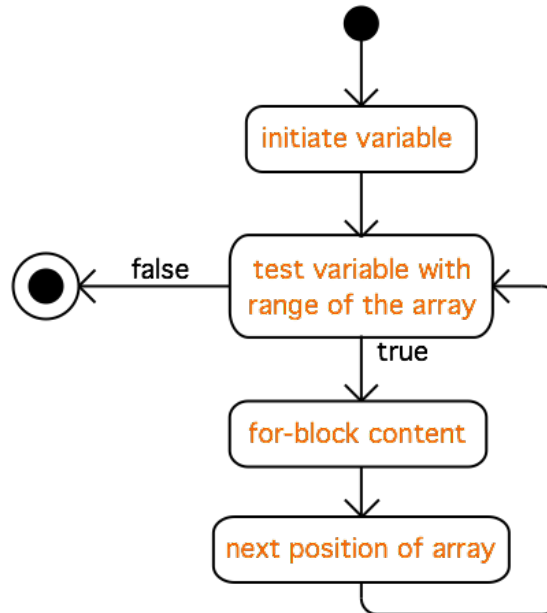 initiate variable
false
test variable with
range of the array
true
for-block content
next position of array